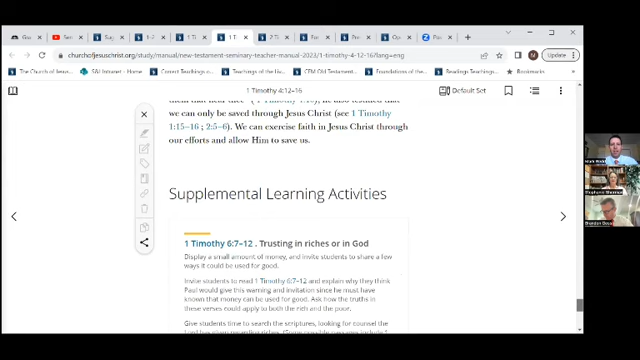 churchofjesuschrist.org/study/manual/new-testament-seminary-teacher-manual-2023/1-timothy-4-12-16?lang=eng
Update
The Church of Jesus
S&I Intranet
Correct Teachings c
Teachings of the Li
CFM OTM Content
Foundations of the
Readings Teachings
Bookmarks
1 Timothy 4:12–16
Default Set
we can only be saved through Jesus Christ (see 1 Timothy
1:15–16 ; 2:5–6). We can exercise faith in Jesus Christ through
our efforts and allow Him to save us.
Supplemental Learning Activities
1 Timothy 6:7–12 . Trusting in riches or in God
Display a small amount of money, and invite students to share a few
ways it could be used for good.
Invite students to read 1 Timothy 6:7–12 and explain why they think
Paul would give this warning and invitation since he must have
known that money can be used for good. Ask how the truths in
these verses could apply to both the rich and the poor.
Give students time to search the scriptures, looking for counsel the